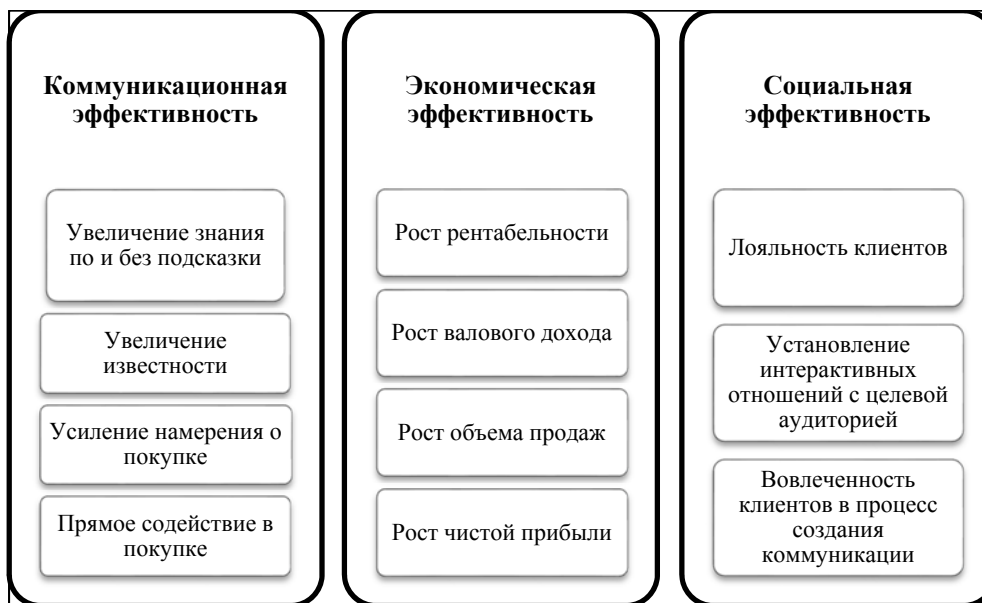 Коммуникационная
эффективность
Увеличение знания
по и без подсказки
Увеличение
известности
Усиление намерения о
покупке
Прямое содействие в
покупке
Экономическая
эффективность
Рост рентабельности
Рост валового дохода
Рост объема продаж
Рост чистой прибыли
Социальная
эффективность
Лояльность клиентов
Установление
интерактивных
отношений с целевой
аудиторией
Вовлеченность
клиентов в процесс
создания
коммуникации